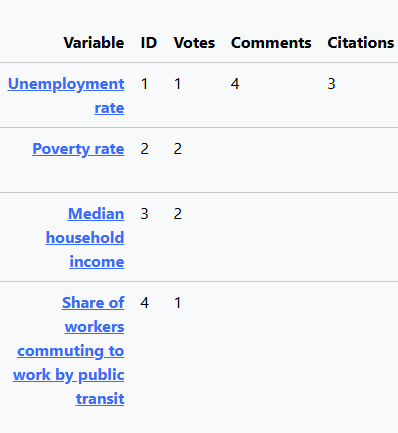 Variable ID Votes Comments Citations
Unemployment 1 1 4 3
rate
Poverty rate 2 2
Median 3 2
household
income
Share of 4 1
workers
commuting to
work by public
transit